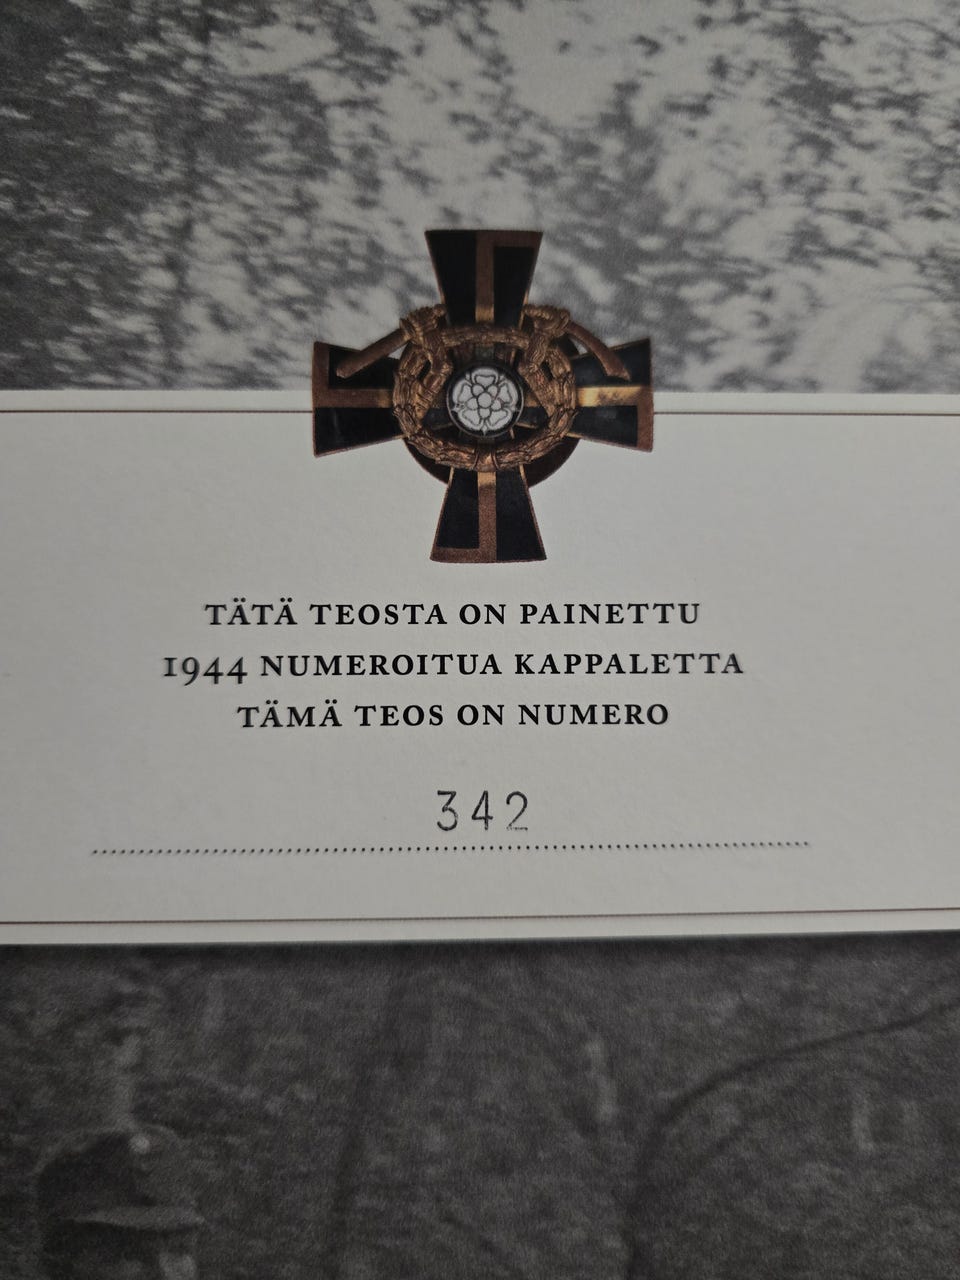 TÄTÄ TEOSTA ON PAINETTU
1944 NUMEROITUA KAPPALETTA
TÄMÄ TEOS ON NUMERO
342